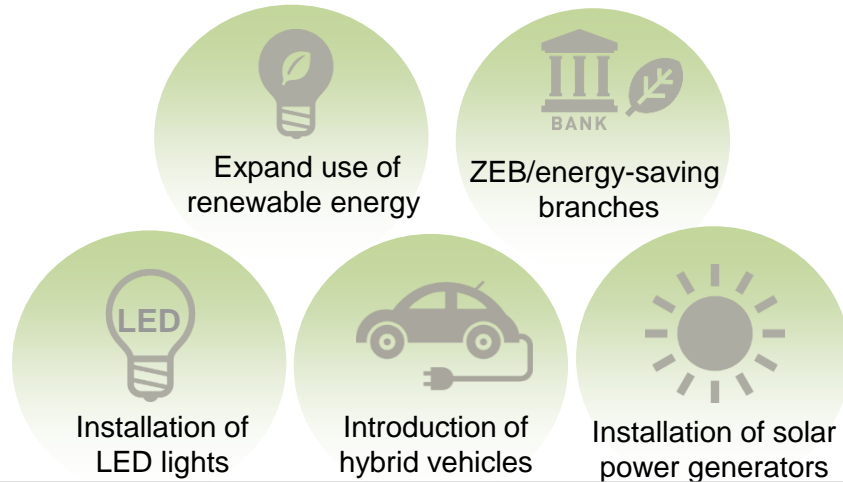 Expand use of
renewable energy
BANK
ZEB/energy-saving
branches
LED
Installation of
LED lights
Introduction of
hybrid vehicles
Installation of solar
power generators